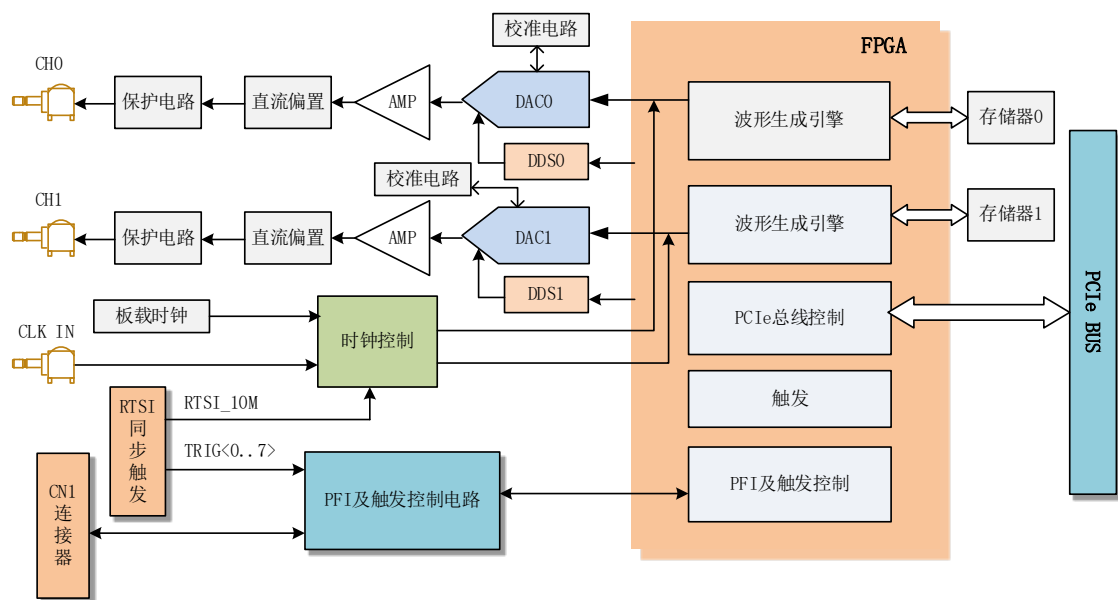 校准电路
FPGA
CH0
保护电路
直流偏置
AMP
DAC0
波形生成引擎
存储器0
DDS0
校准电路
CH1
保护电路
直流偏置
AMP
DAC1
波形生成引擎
存储器1
DDS1
板载时钟
CLK IN
时钟控制
PCIe总线控制
PCIe BUS
RTSI
同
步
触
发
RTSI_10M
触发
TRIG<0..7>
CN1
连
接
器
PFI及触发控制电路
PFI及触发控制